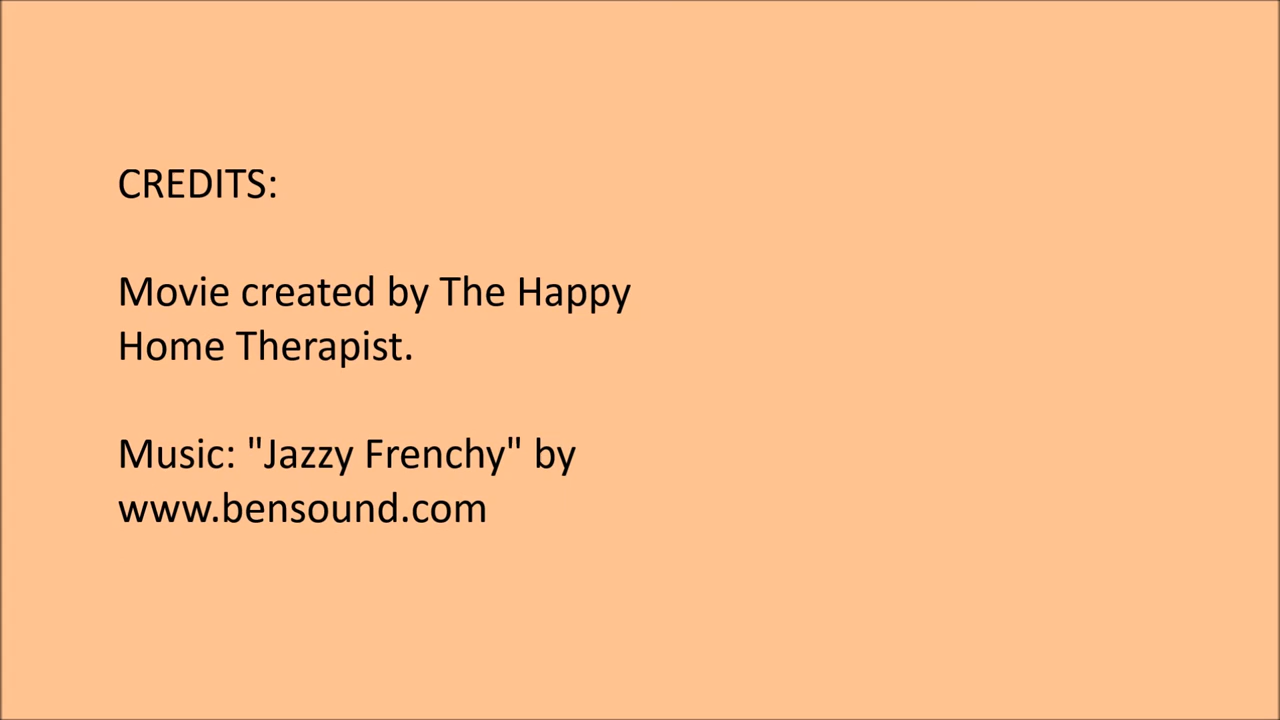 CREDITS:
Movie created by The Happy
Home Therapist.
Music: "Jazzy Frenchy" by
www.bensound.com